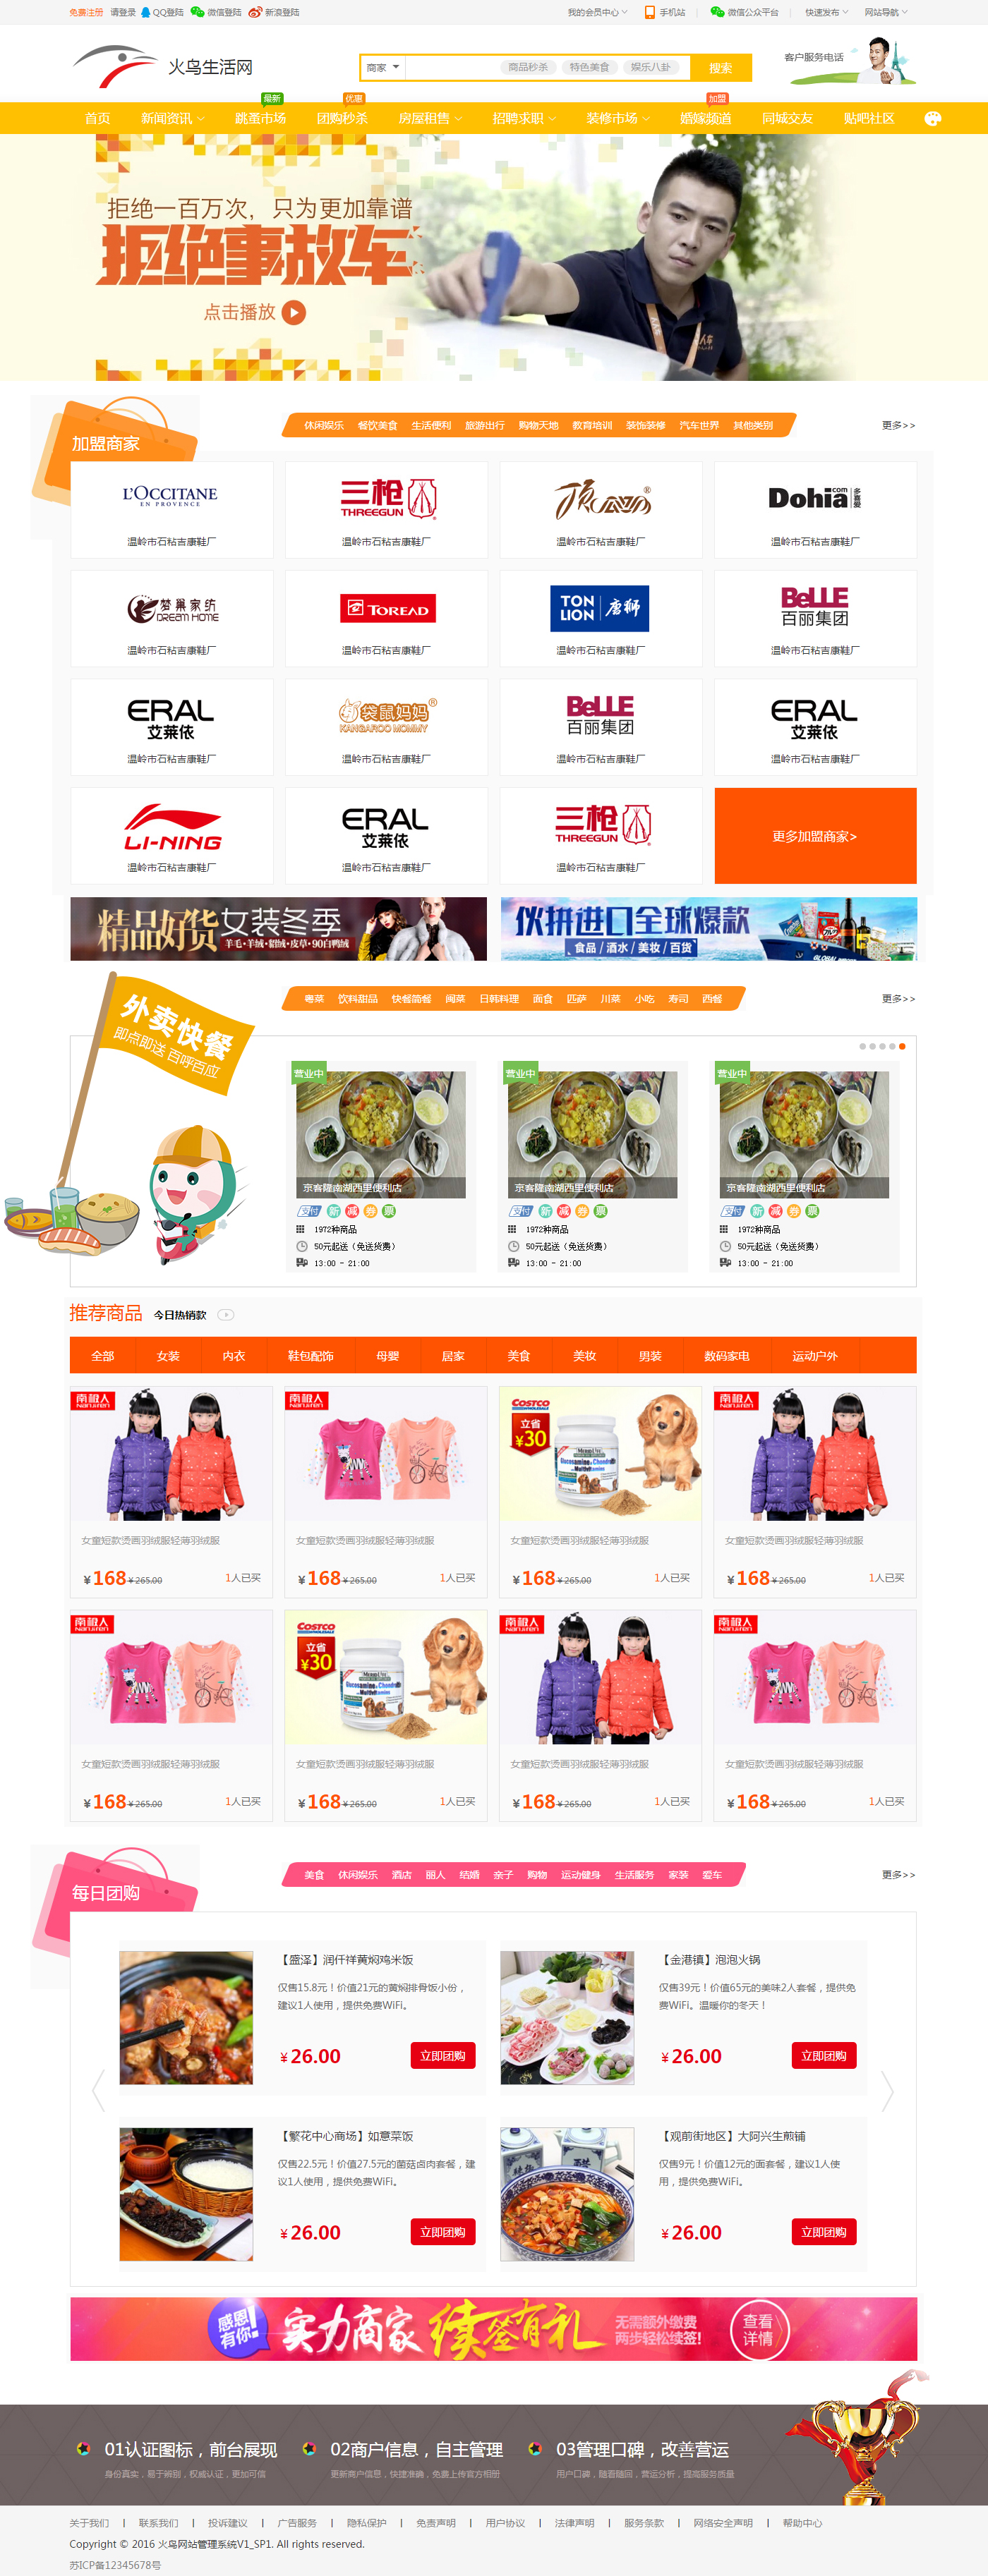 免费注册 请登录 QQ登陆 微信登陆 新浪登陆 我的会员中心 手机站 微信公众平台 快速发布 网站导航
火鸟生活网 商家 商品秒杀 特色美食 娱乐八卦 搜索 客户服务电话
最新 优惠 加盟
首页 新闻资讯 跳蚤市场 团购秒杀 房屋租售 招聘求职 装修市场 婚嫁频道 同城交友 贴吧社区
拒绝一百万次，只为更加靠谱
拒绝事故车
点击播放
加盟商家 休闲娱乐 餐饮美食 生活便利 旅游出行 购物天地 教育培训 装饰装修 汽车世界 其他类别 更多>>
L'OCCITANE EN PROVENCE 三枪 THREEGUN ® Dohia.com 多喜爱
温岭市石粘吉康鞋厂 温岭市石粘吉康鞋厂 温岭市石粘吉康鞋厂 温岭市石粘吉康鞋厂
梦巢家纺 DREAM HOME TOREAD TON LION 唐狮 BeLLE 百丽集团
温岭市石粘吉康鞋厂 温岭市石粘吉康鞋厂 温岭市石粘吉康鞋厂 温岭市石粘吉康鞋厂
ERAL 艾莱依 袋鼠妈妈® KANGAROO MOMMY BeLLE 百丽集团 ERAL 艾莱依
温岭市石粘吉康鞋厂 温岭市石粘吉康鞋厂 温岭市石粘吉康鞋厂 温岭市石粘吉康鞋厂
LI-NING ERAL 艾莱依 三枪 THREEGUN 更多加盟商家>
温岭市石粘吉康鞋厂 温岭市石粘吉康鞋厂 温岭市石粘吉康鞋厂
精品好货 女装冬季 伙拼进口全球爆款
羊毛·羊绒·貂绒·皮草·90白鸭绒 食品 / 酒水 / 美妆 / 百货
外卖快餐 粤菜 饮料甜品 快餐简餐 闽菜 日韩料理 面食 匹萨 川菜 小吃 寿司 西餐 更多>>
即点即送 百呼百应
营业中 营业中 营业中
京客隆南湖西里便利店 京客隆南湖西里便利店 京客隆南湖西里便利店
支付 新 减 券 票 支付 新 减 券 票 支付 新 减 券 票
1972种商品 1972种商品 1972种商品
50元起送（免送货费） 50元起送（免送货费） 50元起送（免送货费）
13:00 - 21:00 13:00 - 21:00 13:00 - 21:00
推荐商品 今日热销款
全部 女装 内衣 鞋包配饰 母婴 居家 美食 美妆 男装 数码家电 运动户外
南极人 Nanjiren 南极人 Nanjiren COSTCO WHOLESALE 立省 ¥30 南极人 Nanjiren
女童短款烫画羽绒服轻薄羽绒服 女童短款烫画羽绒服轻薄羽绒服 女童短款烫画羽绒服轻薄羽绒服 女童短款烫画羽绒服轻薄羽绒服
¥168 ¥265.00 1人已买 ¥168 ¥265.00 1人已买 ¥168 ¥265.00 1人已买 ¥168 ¥265.00 1人已买
南极人 Nanjiren COSTCO WHOLESALE 立省 ¥30 南极人 Nanjiren 南极人 Nanjiren
女童短款烫画羽绒服轻薄羽绒服 女童短款烫画羽绒服轻薄羽绒服 女童短款烫画羽绒服轻薄羽绒服 女童短款烫画羽绒服轻薄羽绒服
¥168 ¥265.00 1人已买 ¥168 ¥265.00 1人已买 ¥168 ¥265.00 1人已买 ¥168 ¥265.00 1人已买
每日团购 美食 休闲娱乐 酒店 丽人 结婚 亲子 购物 运动健身 生活服务 家装 爱车 更多>>
【盛泽】润仟祥黄焖鸡米饭
仅售15.8元！价值21元的黄焖排骨饭小份，
建议1人使用，提供免费WiFi。
¥26.00 立即团购
【金港镇】泡泡火锅
仅售39元！价值65元的美味2人套餐，提供免
费WiFi。温暖你的冬天！
¥26.00 立即团购
【繁花中心商场】如意菜饭
仅售22.5元！价值27.5元的菌菇卤肉套餐，建
议1人使用，提供免费WiFi。
¥26.00 立即团购
【观前街地区】大阿兴生煎铺
仅售9元！价值12元的面套餐，建议1人使
用，提供免费WiFi。
¥26.00 立即团购
感恩有你! 实力商家 续签有礼 无需额外缴费 两步轻松续签! 查看详情
01认证图标，前台展现 02商户信息，自主管理 03管理口碑，改善营运
身份真实，易于辨别，权威认证，更加可信 更新商户信息，快捷准确，免费上传官方相册 用户口碑，随看随回，营运分析，提高服务质量
关于我们 | 联系我们 | 投诉建议 | 广告服务 | 隐私保护 | 免责声明 | 用户协议 | 法律声明 | 服务条款 | 网络安全声明 | 帮助中心
Copyright © 2016 火鸟网站管理系统V1_SP1. All rights reserved.
苏ICP备12345678号